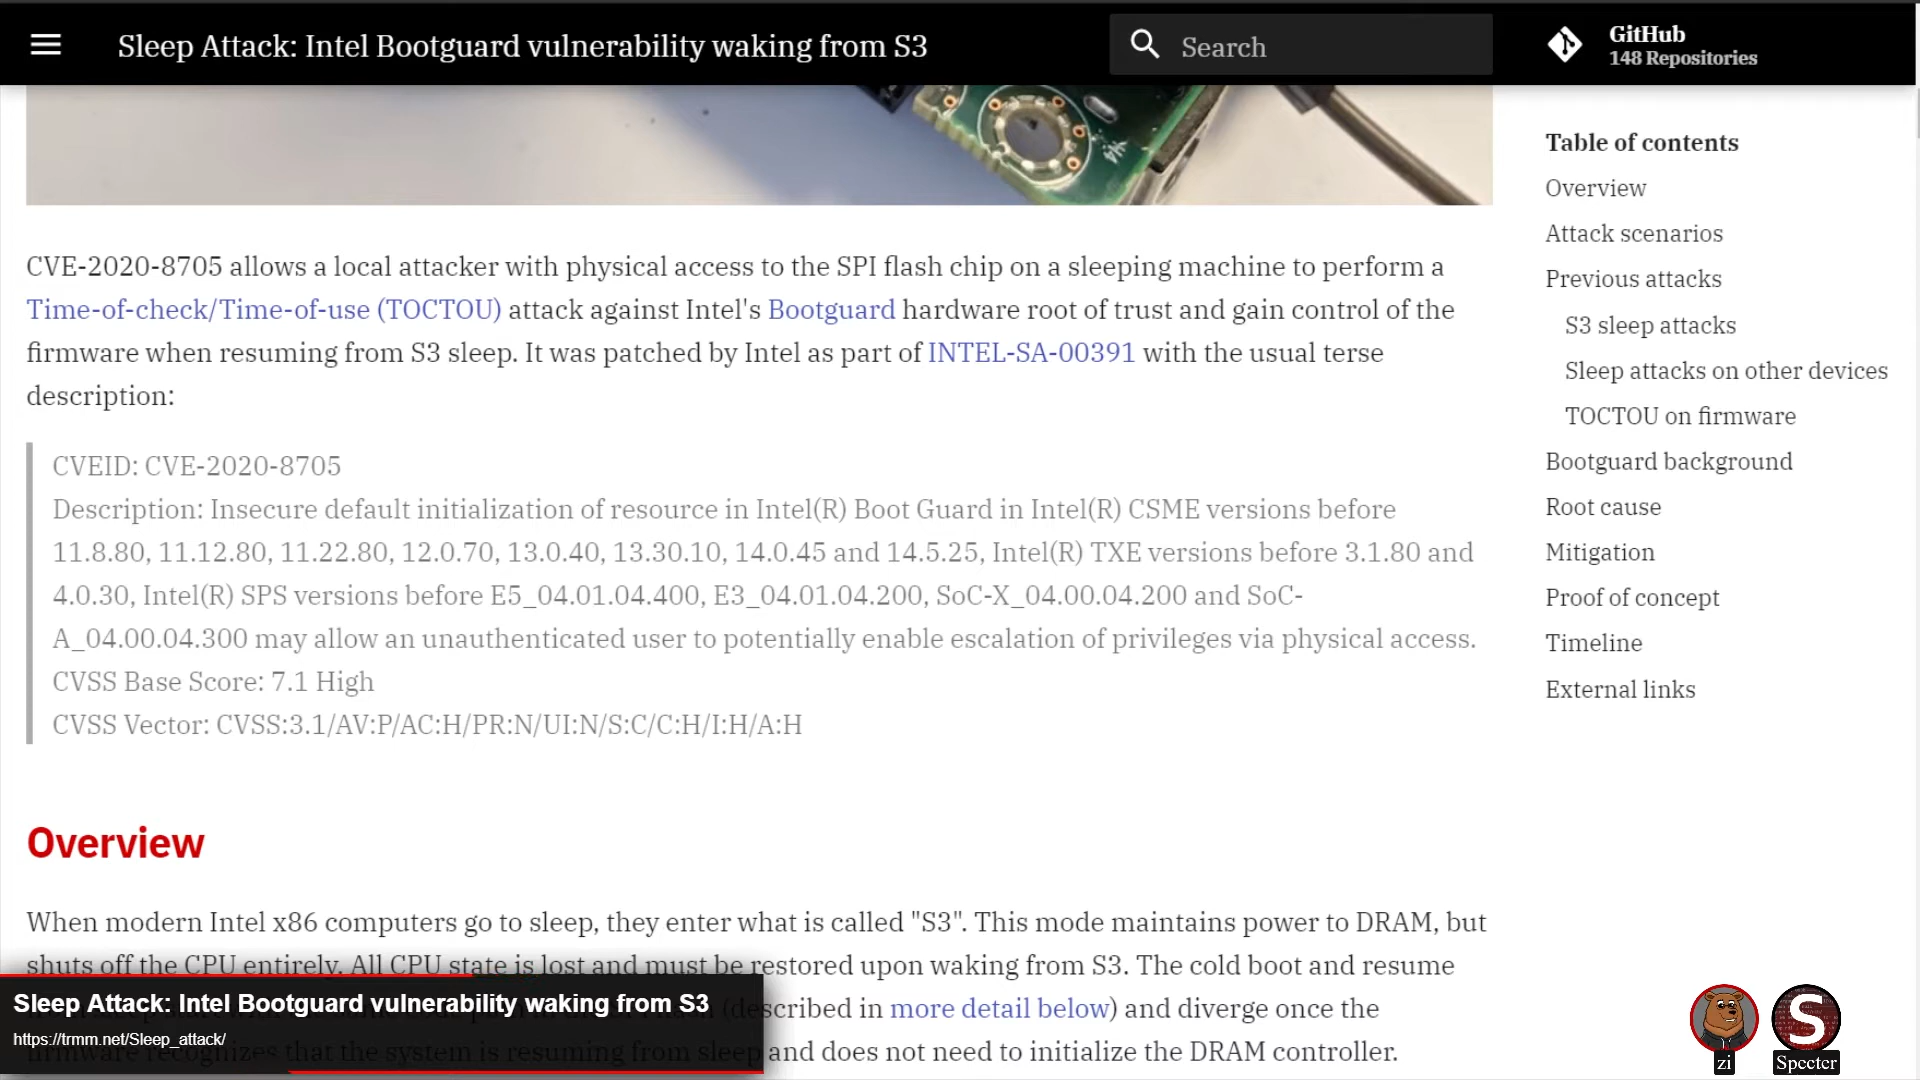 Sleep Attack: Intel Bootguard vulnerability waking from S3
Search
GitHub
148 Repositories
CVE-2020-8705 allows a local attacker with physical access to the SPI flash chip on a sleeping machine to perform a
Time-of-check/Time-of-use (TOCTOU) attack against Intel's Bootguard hardware root of trust and gain control of the
firmware when resuming from S3 sleep. It was patched by Intel as part of INTEL-SA-00391 with the usual terse
description:
CVEID: CVE-2020-8705
Description: Insecure default initialization of resource in Intel(R) Boot Guard in Intel(R) CSME versions before
11.8.80, 11.12.80, 11.22.80, 12.0.70, 13.0.40, 13.30.10, 14.0.45 and 14.5.25, Intel(R) TXE versions before 3.1.80 and
4.0.30, Intel(R) SPS versions before E5_04.01.04.400, E3_04.01.04.200, SoC-X_04.00.04.200 and SoC-
A_04.00.04.300 may allow an unauthenticated user to potentially enable escalation of privileges via physical access.
CVSS Base Score: 7.1 High
CVSS Vector: CVSS:3.1/AV:P/AC:H/PR:N/UI:N/S:C/C:H/I:H/A:H
Overview
When modern Intel x86 computers go to sleep, they enter what is called "S3". This mode maintains power to DRAM, but
shuts off the CPU entirely. All CPU state is lost and must be restored upon waking from S3. The cold boot and resume
(described in more detail below) and diverge once the
firmware recognizes that the system is resuming from sleep and does not need to initialize the DRAM controller.
Table of contents
Overview
Attack scenarios
Previous attacks
S3 sleep attacks
Sleep attacks on other devices
TOCTOU on firmware
Bootguard background
Root cause
Mitigation
Proof of concept
Timeline
External links
Sleep Attack: Intel Bootguard vulnerability waking from S3
https://trmm.net/Sleep_attack/
zi
S
Specter